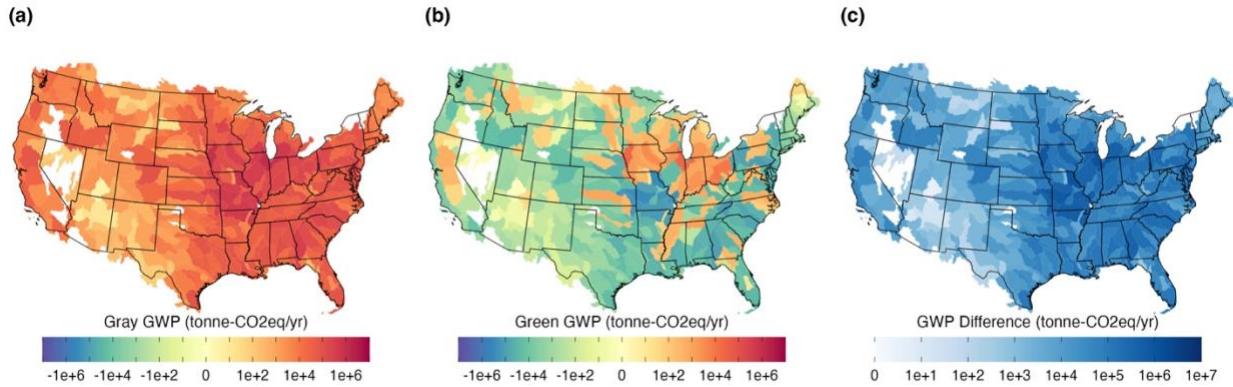 (a)
(b)
(c)
Gray GWP (tonne-CO2eq/yr)
Green GWP (tonne-CO2eq/yr)
GWP Difference (tonne-CO2eq/yr)
-1e+6 -1e+4 -1e+2 0 1e+2 1e+4 1e+6
-1e+6 -1e+4 -1e+2 0 1e+2 1e+4 1e+6
0 1e+1 1e+2 1e+3 1e+4 1e+5 1e+6 1e+7